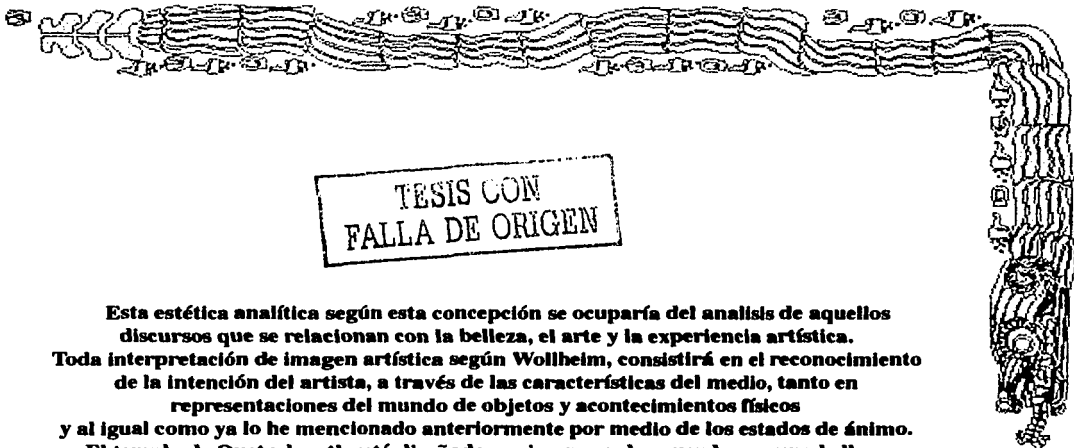 TESIS CON
FALLA DE ORIGEN
Esta estética analítica según esta concepción se ocuparía del analisis de aquellos
discursos que se relacionan con la belleza, el arte y la experiencia artística.
Toda interpretación de imagen artística según Wollheim, consistirá en el reconocimiento
de la intención del artista, a través de las características del medio, tanto en
representaciones del mundo de objetos y acontecimientos físicos
y al igual como ya lo he mencionado anteriormente por medio de los estados de ánimo.